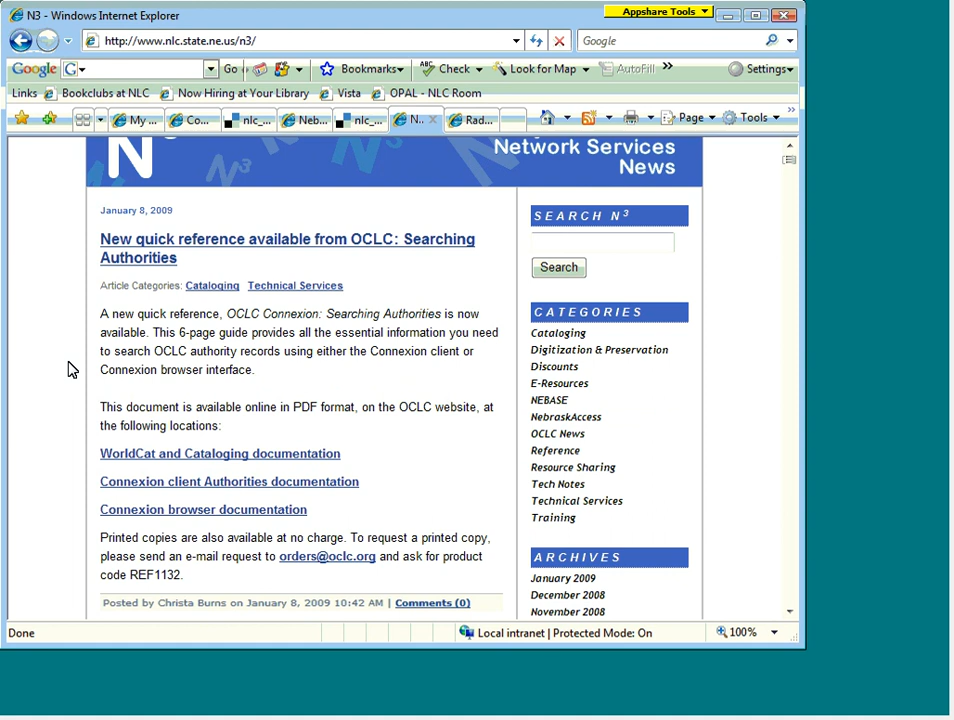 N3 - Windows Internet Explorer
Appshare Tools
http://www.nlc.state.ne.us/n3/
Google
Google
G
Go
Bookmarks
ABC
Check
Look for Map
AutoFill
Settings
Links
Bookclubs at NLC
Now Hiring at Your Library
Vista
OPAL - NLC Room
My ...
Co...
nlc_...
Neb...
nlc_...
N...
Rad...
Page
Tools
N3
Network Services
News
January 8, 2009
New quick reference available from OCLC: Searching
Authorities
Article Categories: Cataloging Technical Services
A new quick reference, OCLC Connexion: Searching Authorities is now
available. This 6-page guide provides all the essential information you need
to search OCLC authority records using either the Connexion client or
Connexion browser interface.
This document is available online in PDF format, on the OCLC website, at
the following locations:
WorldCat and Cataloging documentation
Connexion client Authorities documentation
Connexion browser documentation
Printed copies are also available at no charge. To request a printed copy,
please send an e-mail request to orders@oclc.org and ask for product
code REF1132.
Posted by Christa Burns on January 8, 2009 10:42 AM | Comments (0)
SEARCH N3
Search
CATEGORIES
Cataloging
Digitization & Preservation
Discounts
E-Resources
NEBASE
NebraskAccess
OCLC News
Reference
Resource Sharing
Tech Notes
Technical Services
Training
ARCHIVES
January 2009
December 2008
November 2008
Done
Local intranet | Protected Mode: On
100%